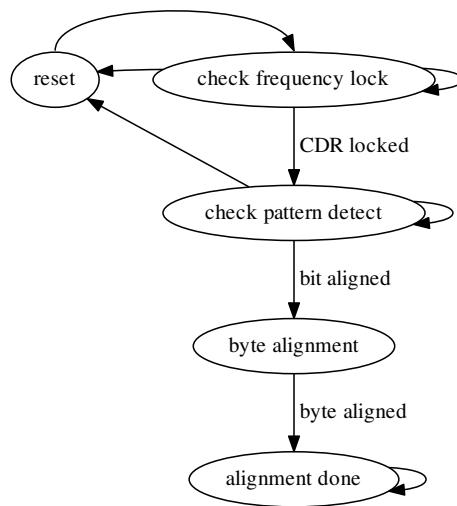 reset
check frequency lock
CDR locked
check pattern detect
bit aligned
byte alignment
byte aligned
alignment done